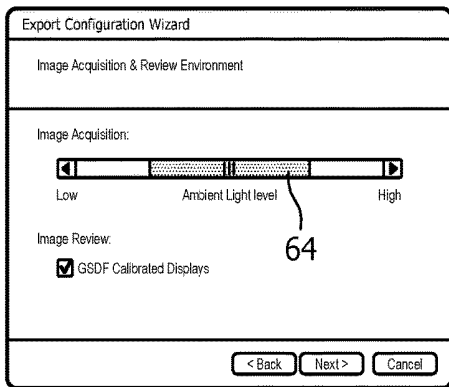 Export Configuration Wizard
Image Acquisition & Review Environment
Image Acquisition:
Low Ambient Light level High
64
Image Review:
GSDF Calibrated Displays
< Back Next > Cancel